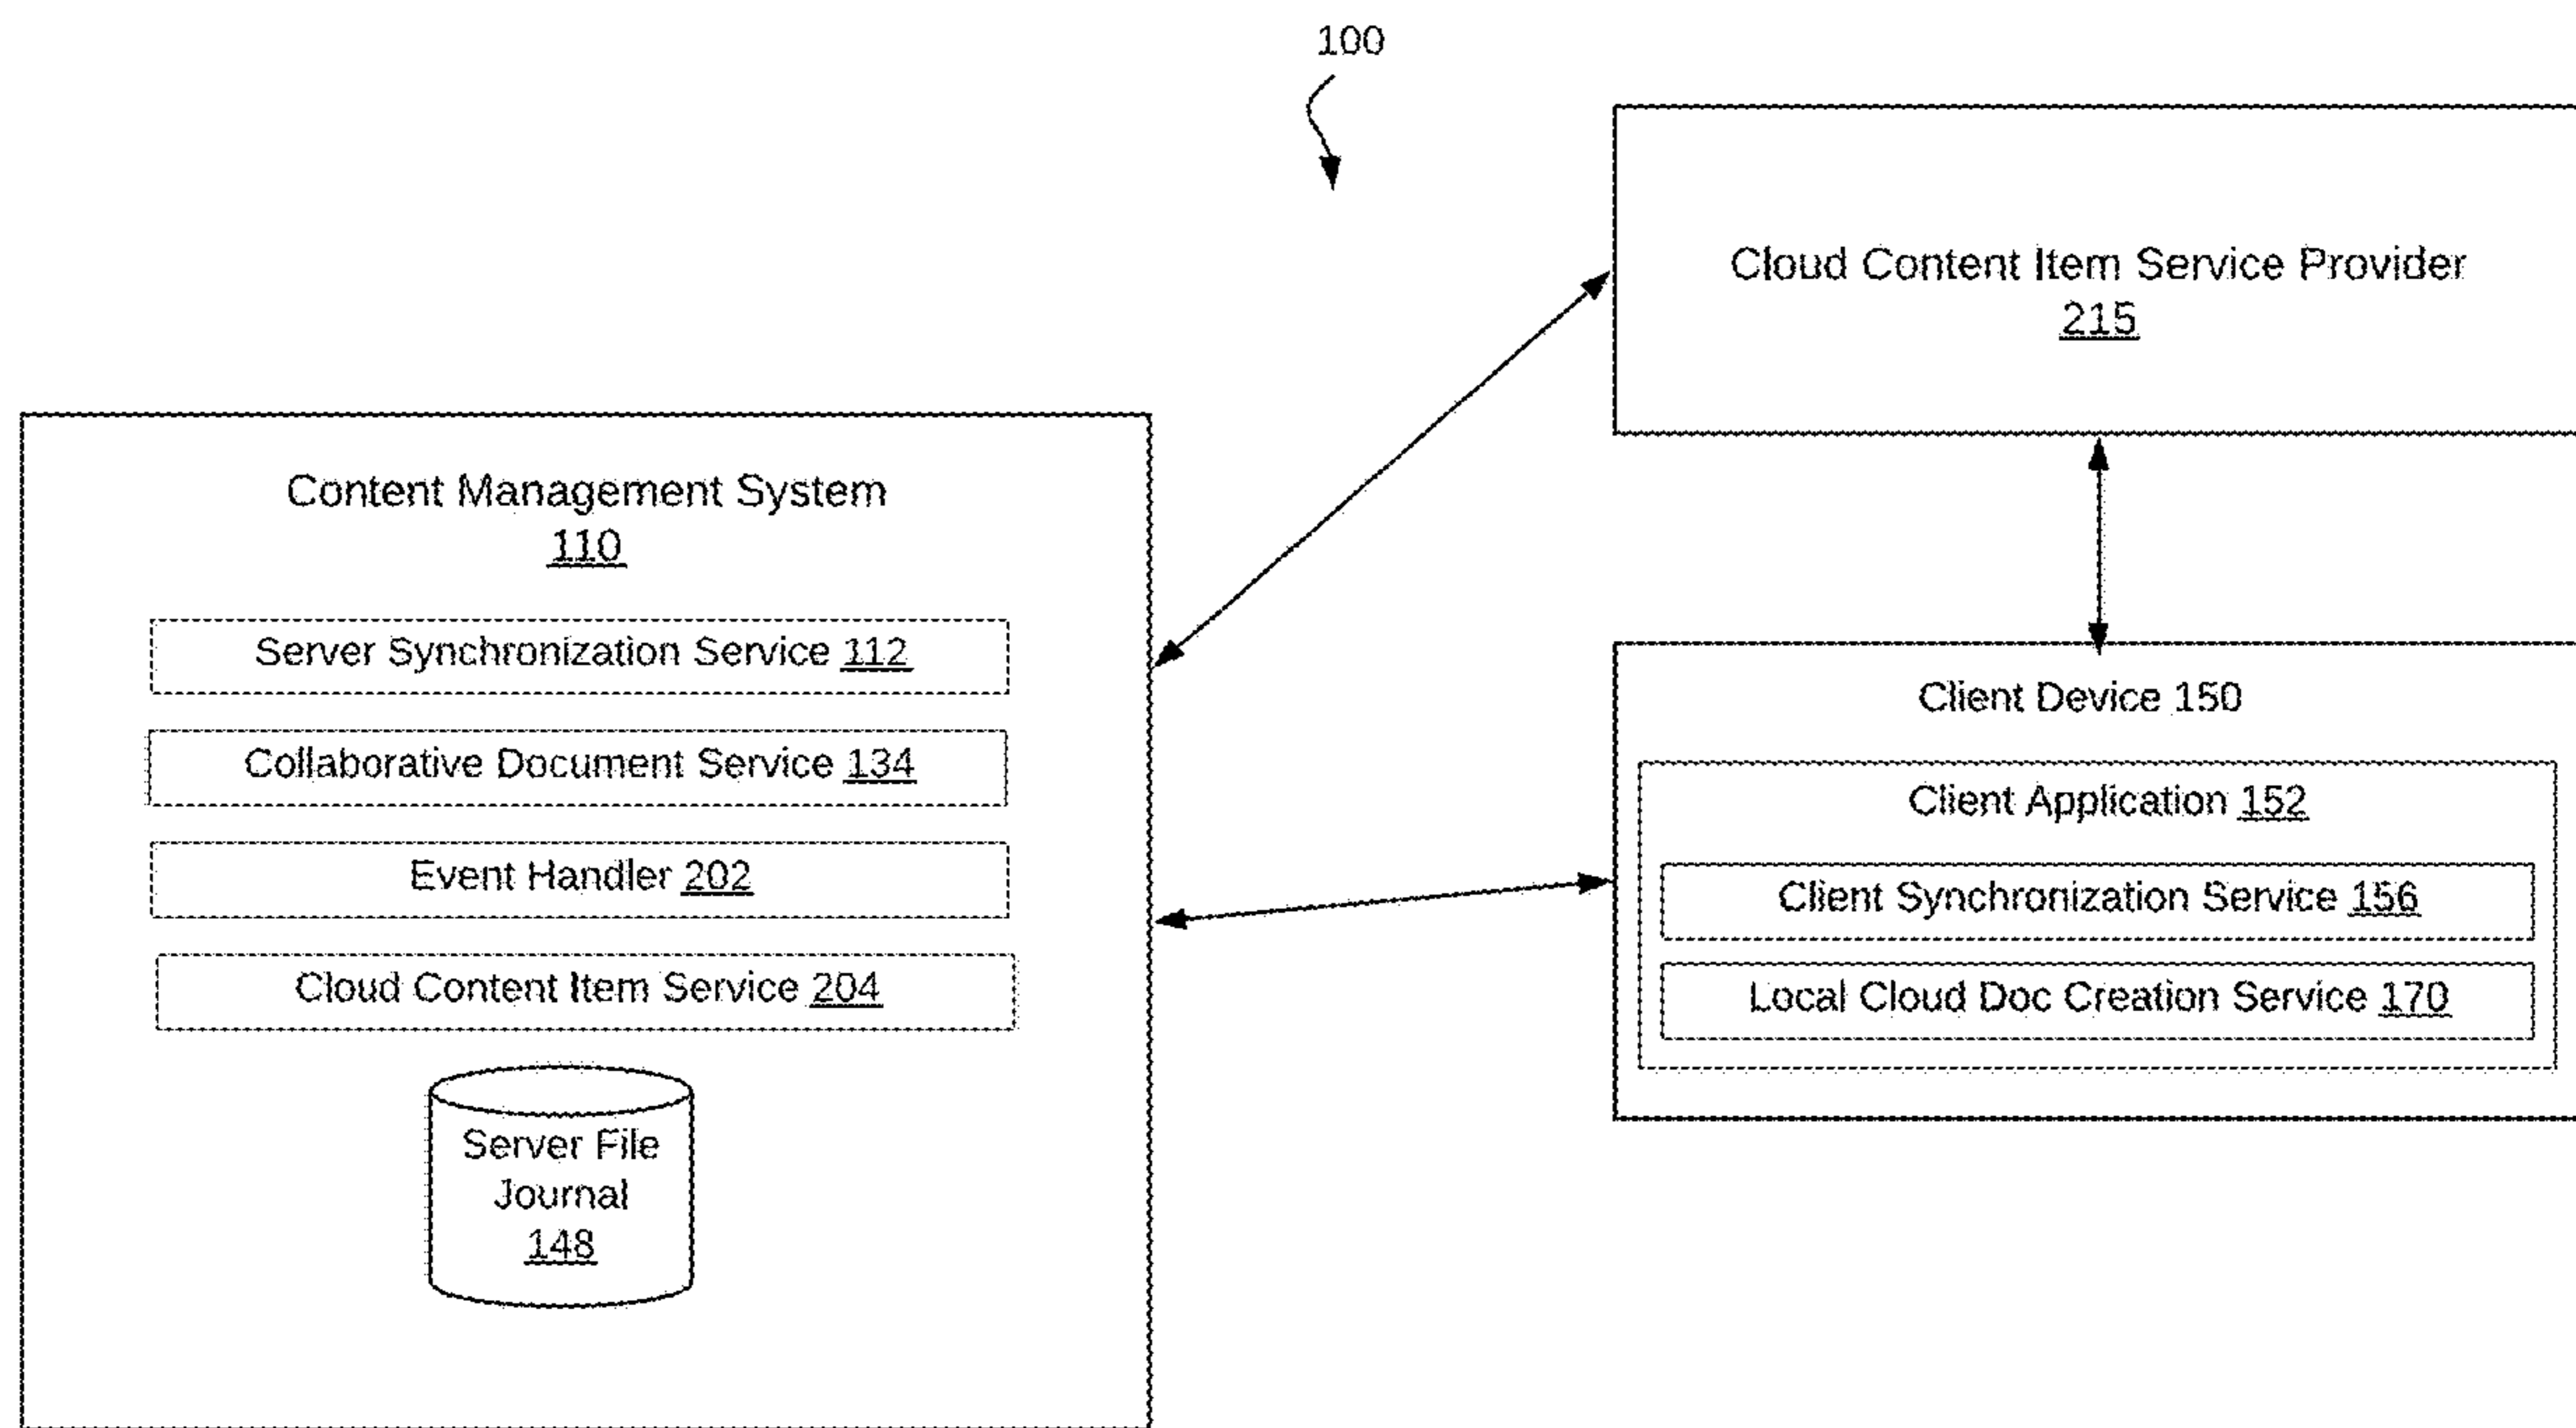 100
Cloud Content Item Service Provider
215
Content Management System
110
Server Synchronization Service 112
Collaborative Document Service 134
Event Handler 202
Cloud Content Item Service 204
Server File
Journal
148
Client Device 150
Client Application 152
Client Synchronization Service 156
Local Cloud Doc Creation Service 170